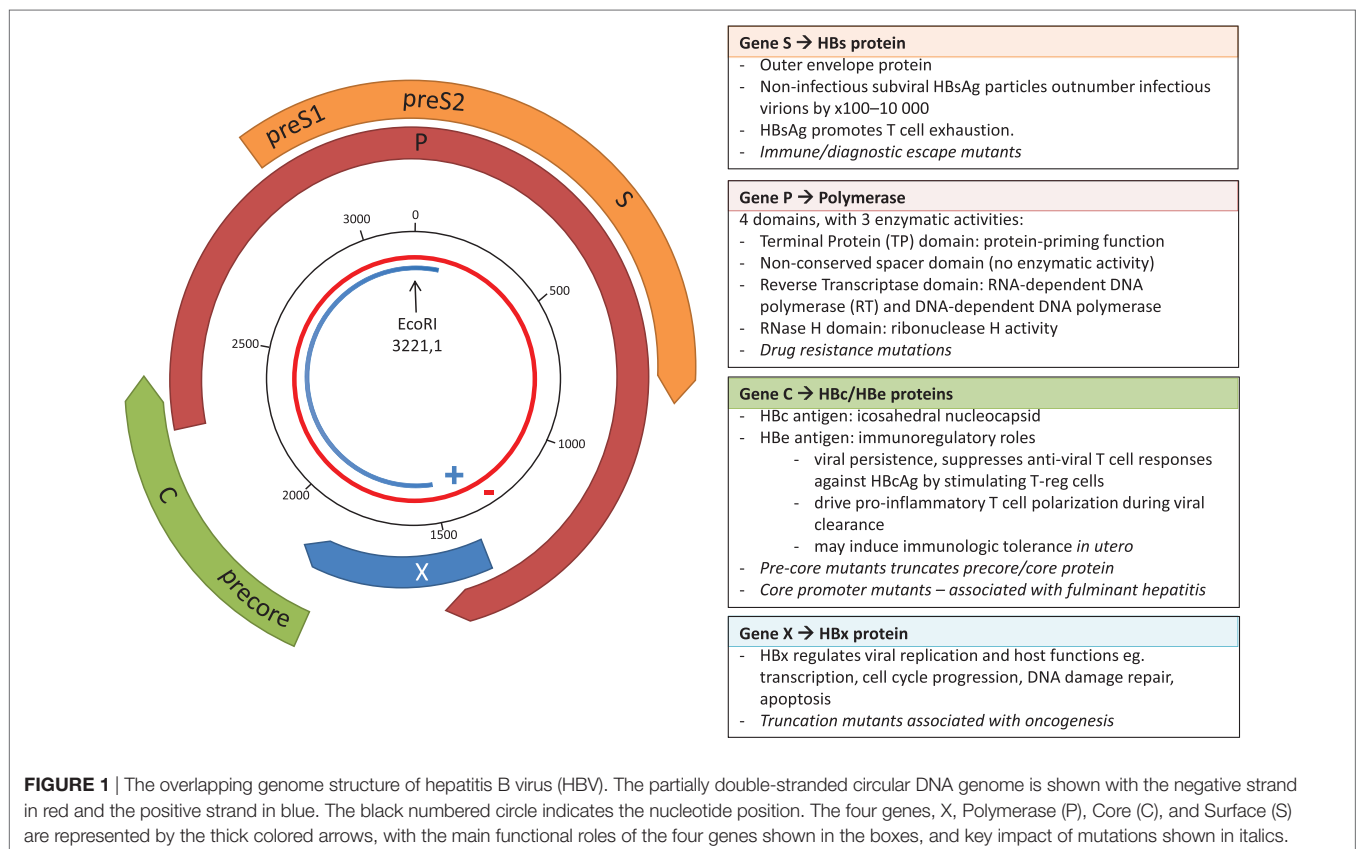 preS1
preS2
P
S
3000
0
500
EcoRI
3221,1
2500
1000
2000
1500
+
-
C
precore
X
Gene S → HBs protein
- Outer envelope protein
- Non-infectious subviral HBsAg particles outnumber infectious
virions by x100–10 000
- HBsAg promotes T cell exhaustion.
- Immune/diagnostic escape mutants
Gene P → Polymerase
4 domains, with 3 enzymatic activities:
- Terminal Protein (TP) domain: protein-priming function
- Non-conserved spacer domain (no enzymatic activity)
- Reverse Transcriptase domain: RNA-dependent DNA
polymerase (RT) and DNA-dependent DNA polymerase
- RNase H domain: ribonuclease H activity
- Drug resistance mutations
Gene C → HBc/HBe proteins
- HBc antigen: icosahedral nucleocapsid
- HBe antigen: immunoregulatory roles
- viral persistence, suppresses anti-viral T cell responses
against HBcAg by stimulating T-reg cells
- drive pro-inflammatory T cell polarization during viral
clearance
- may induce immunologic tolerance in utero
- Pre-core mutants truncates precore/core protein
- Core promoter mutants – associated with fulminant hepatitis
Gene X → HBx protein
- HBx regulates viral replication and host functions eg.
transcription, cell cycle progression, DNA damage repair,
apoptosis
- Truncation mutants associated with oncogenesis
FIGURE 1 | The overlapping genome structure of hepatitis B virus (HBV). The partially double-stranded circular DNA genome is shown with the negative strand
in red and the positive strand in blue. The black numbered circle indicates the nucleotide position. The four genes, X, Polymerase (P), Core (C), and Surface (S)
are represented by the thick colored arrows, with the main functional roles of the four genes shown in the boxes, and key impact of mutations shown in italics.